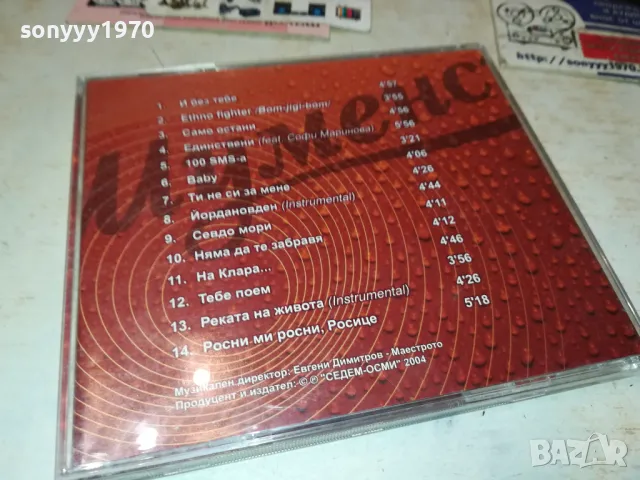 sonyyy1970
http://sonyyy1970.
Ицменс
1 И без тебе 4'57
2. Ethno fighter /Bom-jigi-bom/ 3'55
3. Само остани 4'56
4. Единствени (feat. Софи Маринова) 5'56
5. 100 SMS-a 3'21
6. Baby 4'06
7. Ти не си за мене 4'26
8. Йордановден (Instrumental) 4'44
9. Севдо мори 4'11
10. Няма да те забравя 4'12
11. На Клара... 4'46
12. Тебе поем 3'56
13. Реката на живота (Instrumental) 4'26
14. Росни ми росни, Росице 5'18
Музикален директор: Евгени Димитров - Маестрото
Продуцент и издател: © ℗ "СЕДЕМ-ОСМИ" 2004
BAZAR
.bg